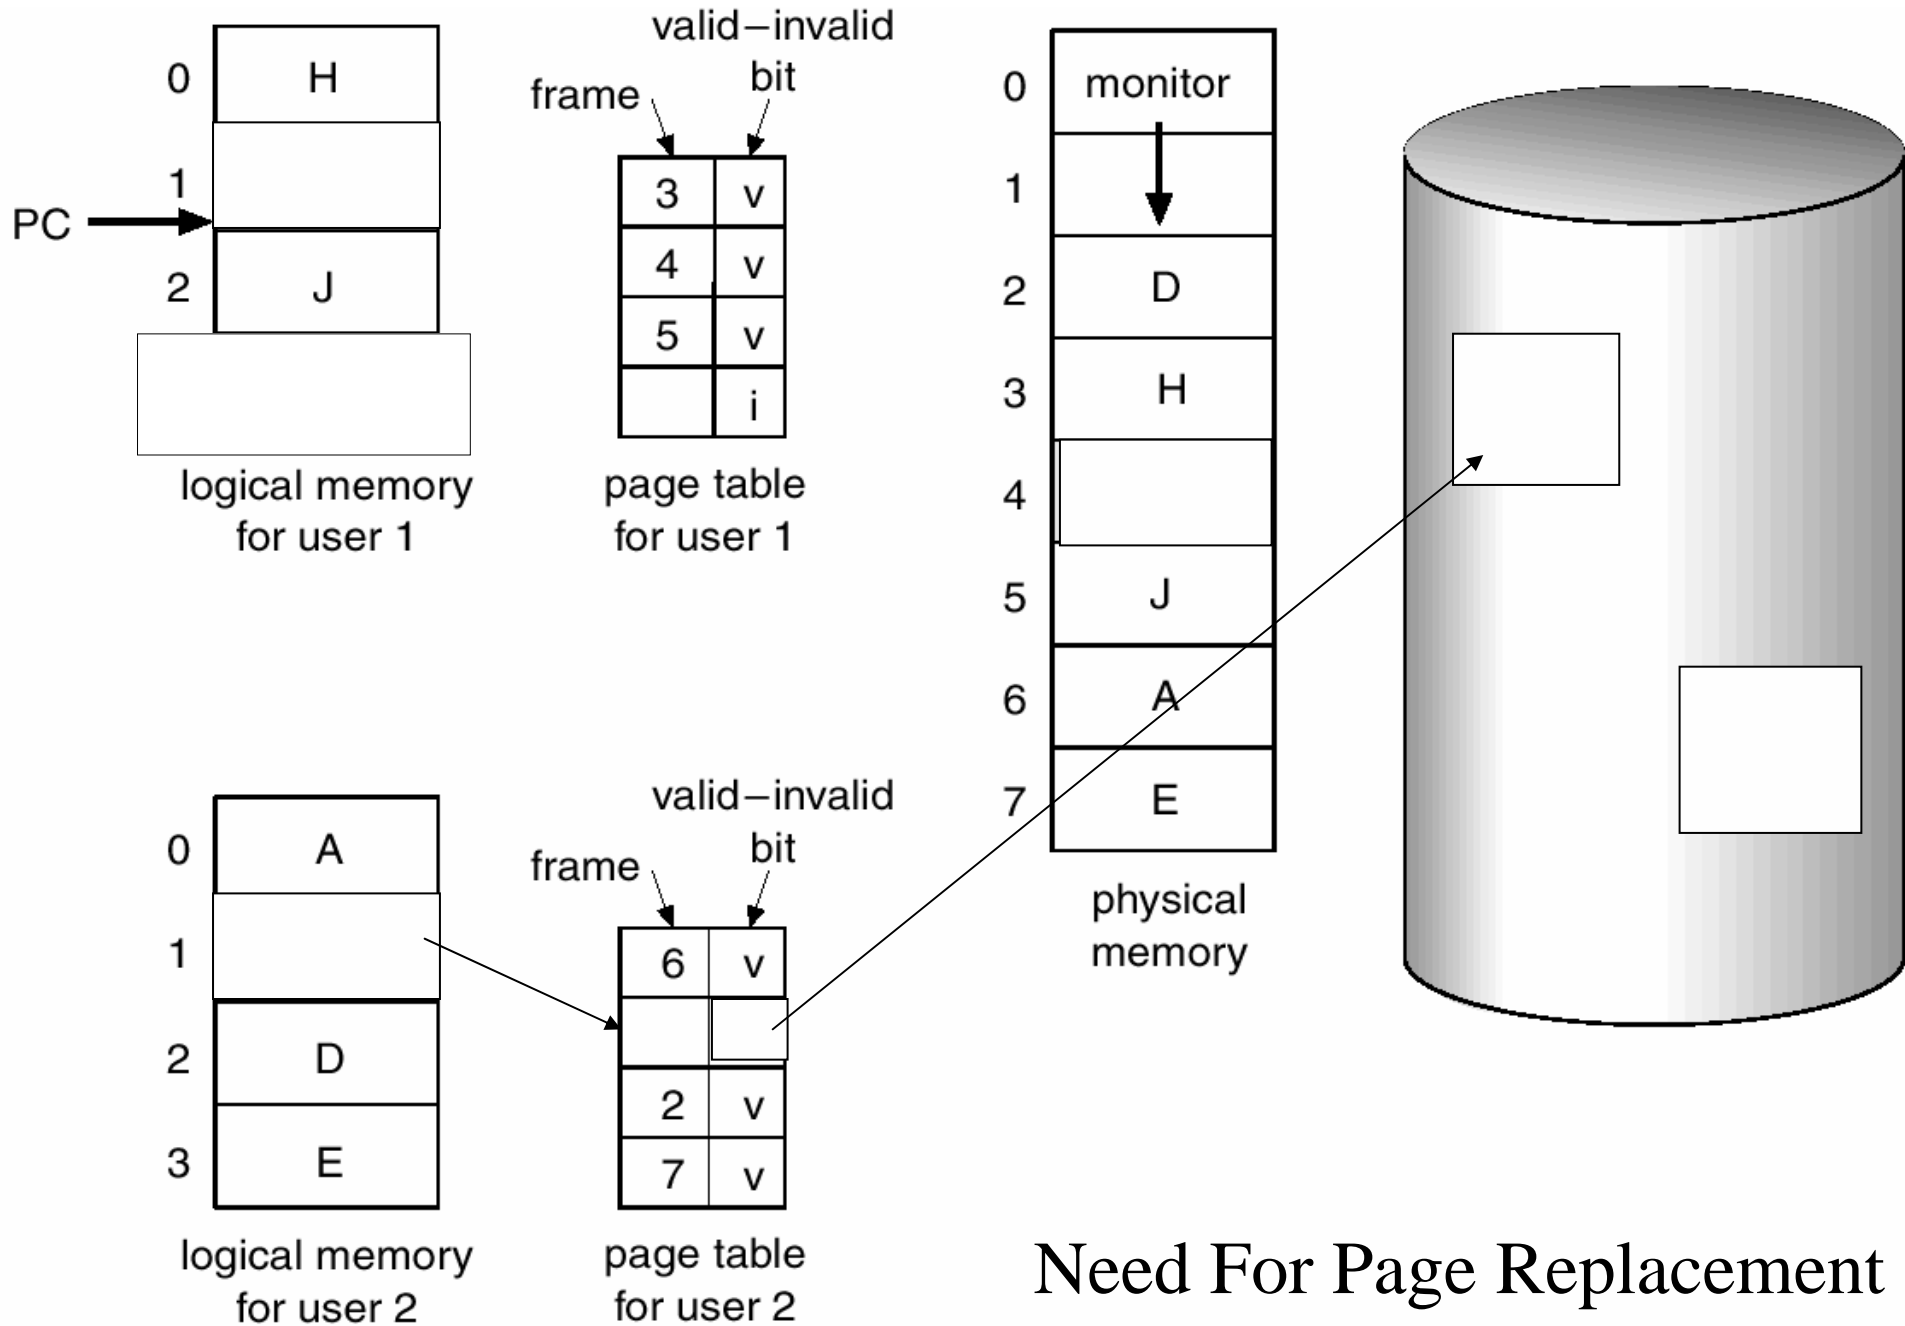 0 H
1
PC
2 J
logical memory
for user 1
valid–invalid
bit
frame
3 v
4 v
5 v
i
page table
for user 1
0 monitor
1
2 D
3 H
4
5 J
6 A
7 E
physical
memory
0 A
1
2 D
3 E
logical memory
for user 2
valid–invalid
bit
frame
6 v
2 v
7 v
page table
for user 2
Need For Page Replacement